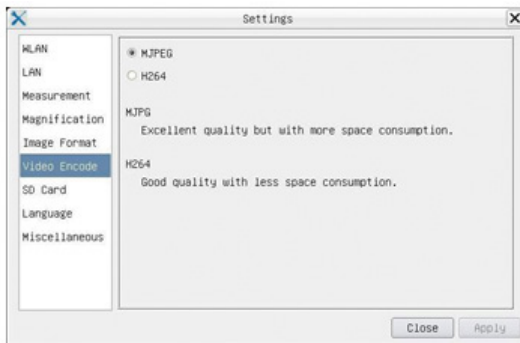 Settings
WLAN
LAN
Measurement
Magnification
Image Format
Video Encode
SD Card
Language
Miscellaneous
MJPEG
H264
MJPG
Excellent quality but with more space consumption.
H264
Good quality with less space consumption.
Close
Apply